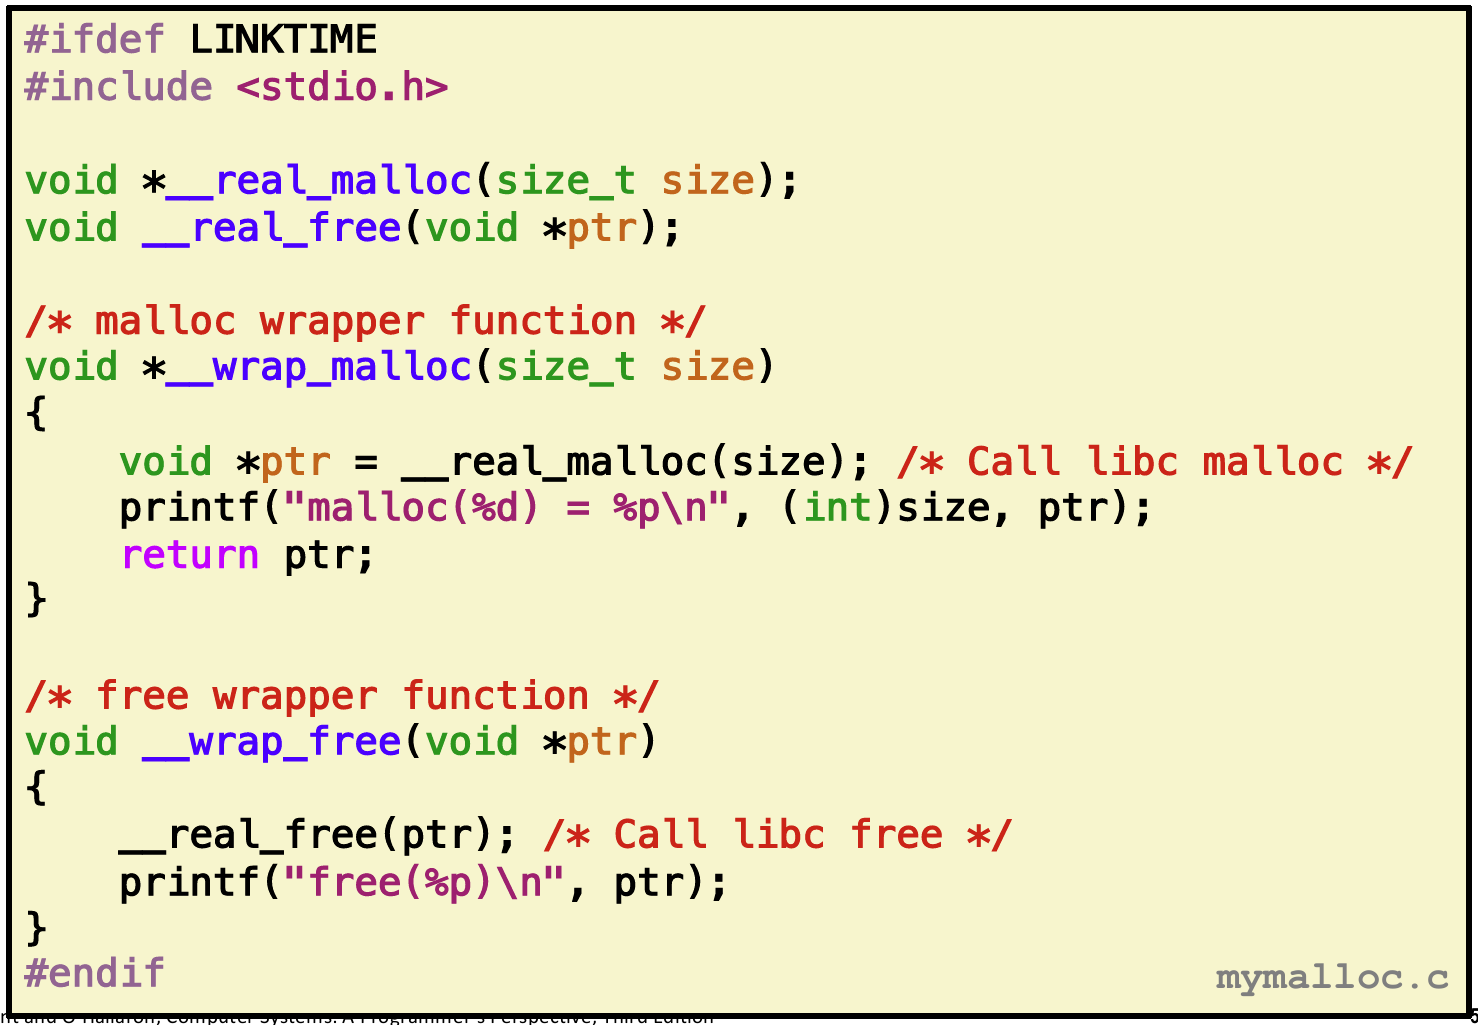 #ifdef LINKTIME
#include <stdio.h>

void *__real_malloc(size_t size);
void __real_free(void *ptr);

/* malloc wrapper function */
void *__wrap_malloc(size_t size)
{
    void *ptr = __real_malloc(size); /* Call libc malloc */
    printf("malloc(%d) = %p\n", (int)size, ptr);
    return ptr;
}

/* free wrapper function */
void __wrap_free(void *ptr)
{
    __real_free(ptr); /* Call libc free */
    printf("free(%p)\n", ptr);
}
#endif
mymalloc.c
and O'Hallaron, Computer Systems: A Programmer's Perspective, Third Edition